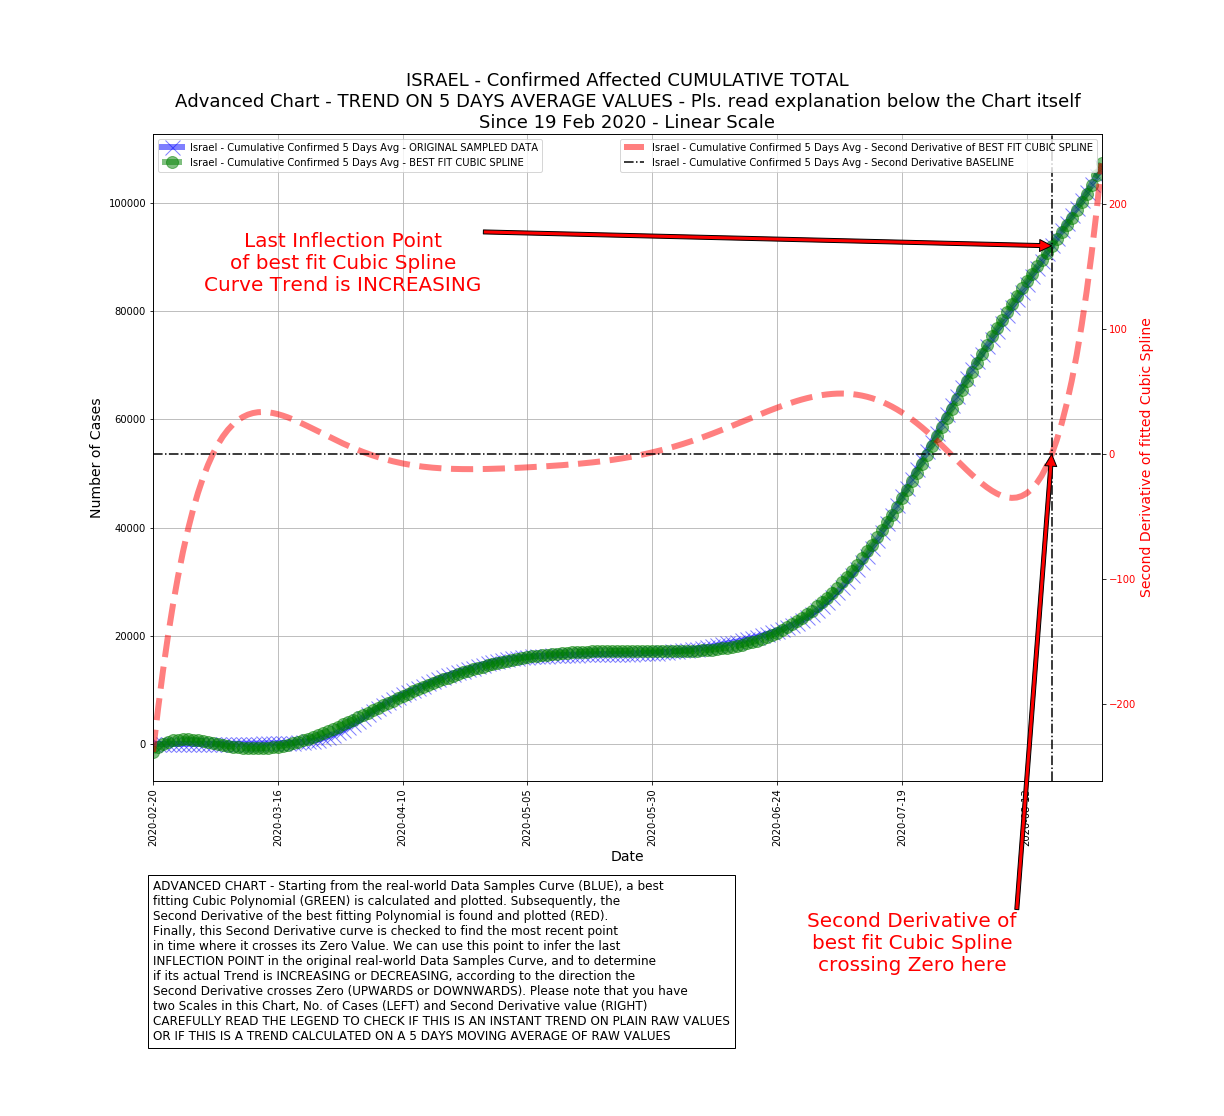 ISRAEL - Confirmed Affected CUMULATIVE TOTAL
Advanced Chart - TREND ON 5 DAYS AVERAGE VALUES - Pls. read explanation below the Chart itself
Since 19 Feb 2020 - Linear Scale
Israel - Cumulative Confirmed 5 Days Avg - ORIGINAL SAMPLED DATA
Israel - Cumulative Confirmed 5 Days Avg - BEST FIT CUBIC SPLINE
Israel - Cumulative Confirmed 5 Days Avg - Second Derivative of BEST FIT CUBIC SPLINE
Israel - Cumulative Confirmed 5 Days Avg - Second Derivative BASELINE
Last Inflection Point
of best fit Cubic Spline
Curve Trend is INCREASING
Number of Cases
100000
80000
60000
40000
20000
0
200
100
0
−100
−200
Second Derivative of fitted Cubic Spline
2020-02-20
2020-03-16
2020-04-10
2020-05-05
2020-05-30
2020-06-24
2020-07-19
Date
ADVANCED CHART - Starting from the real-world Data Samples Curve (BLUE), a best
fitting Cubic Polynomial (GREEN) is calculated and plotted. Subsequently, the
Second Derivative of the best fitting Polynomial is found and plotted (RED).
Finally, this Second Derivative curve is checked to find the most recent point
in time where it crosses its Zero Value. We can use this point to infer the last
INFLECTION POINT in the original real-world Data Samples Curve, and to determine
if its actual Trend is INCREASING or DECREASING, according to the direction the
Second Derivative crosses Zero (UPWARDS or DOWNWARDS). Please note that you have
two Scales in this Chart, No. of Cases (LEFT) and Second Derivative value (RIGHT)
CAREFULLY READ THE LEGEND TO CHECK IF THIS IS AN INSTANT TREND ON PLAIN RAW VALUES
OR IF THIS IS A TREND CALCULATED ON A 5 DAYS MOVING AVERAGE OF RAW VALUES
Second Derivative of
best fit Cubic Spline
crossing Zero here